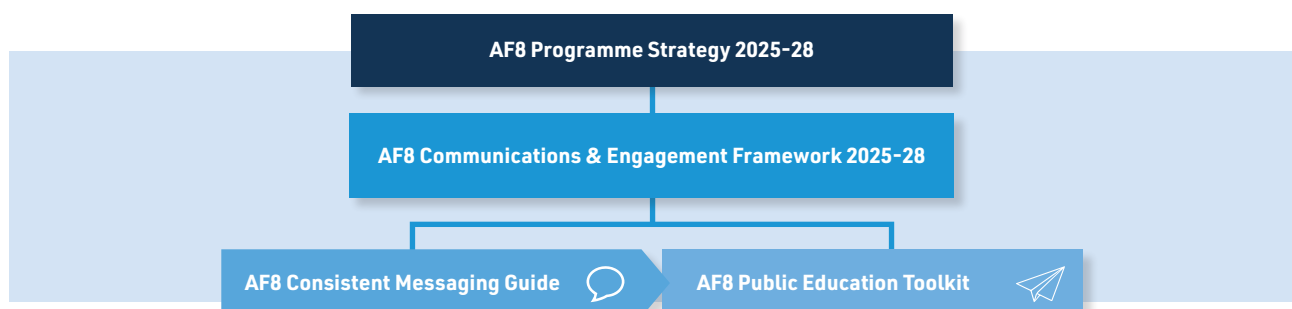 AF8 Programme Strategy 2025-28
AF8 Communications & Engagement Framework 2025-28
AF8 Consistent Messaging Guide
AF8 Public Education Toolkit